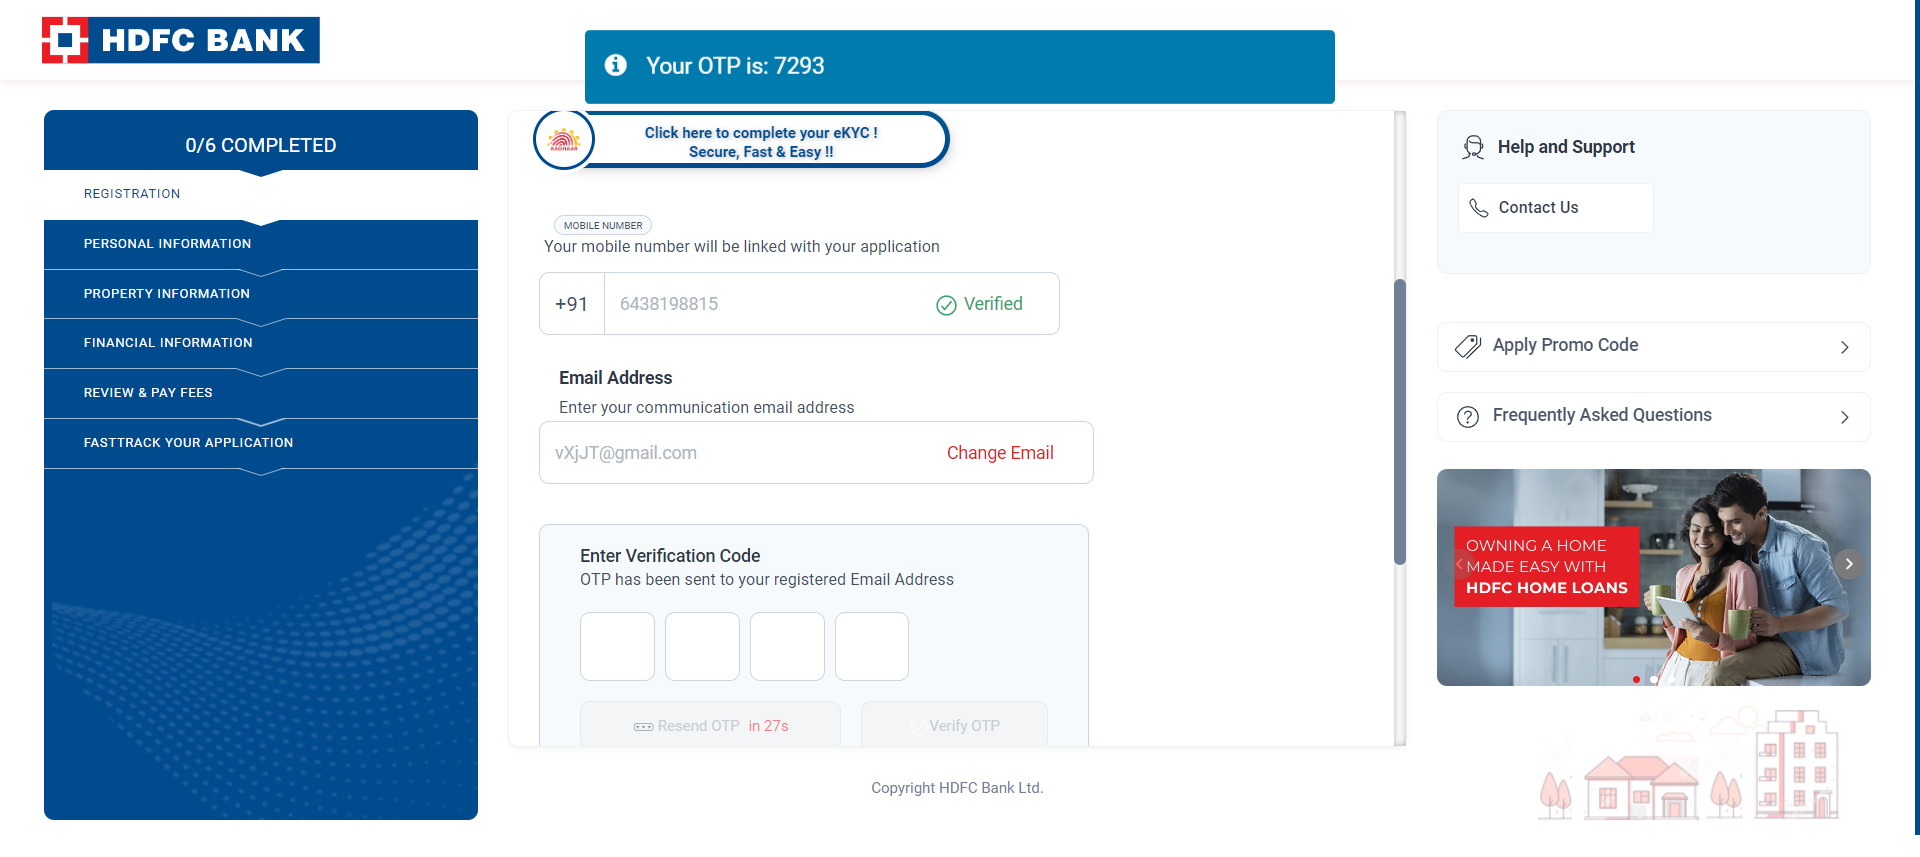 HDFC BANK
Your OTP is: 7293
0/6 COMPLETED
REGISTRATION
PERSONAL INFORMATION
PROPERTY INFORMATION
FINANCIAL INFORMATION
REVIEW & PAY FEES
FASTTRACK YOUR APPLICATION
AADHAAR
Click here to complete your eKYC !
Secure, Fast & Easy !!
MOBILE NUMBER
Your mobile number will be linked with your application
+91
6438198815
Verified
Email Address
Enter your communication email address
vXjJT@gmail.com
Change Email
Enter Verification Code
OTP has been sent to your registered Email Address
Resend OTP in 27s
Verify OTP
Copyright HDFC Bank Ltd.
Help and Support
Contact Us
Apply Promo Code
Frequently Asked Questions
OWNING A HOME
MADE EASY WITH
HDFC HOME LOANS